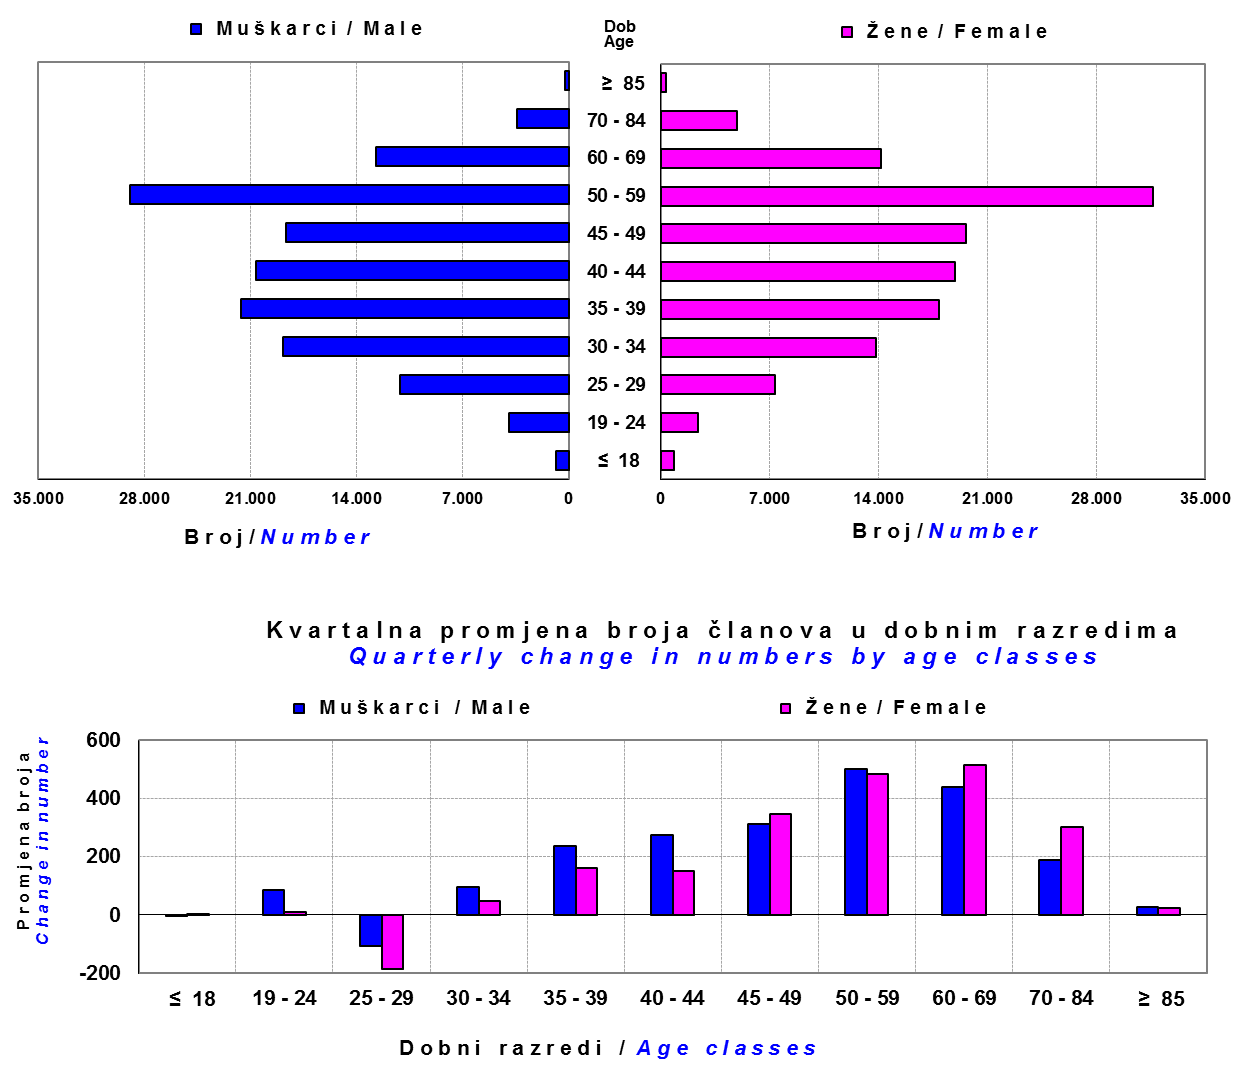 Muškarci / Male
Dob
Age
Žene / Female
≥ 85
70 - 84
60 - 69
50 - 59
45 - 49
40 - 44
35 - 39
30 - 34
25 - 29
19 - 24
≤ 18
35.000 28.000 21.000 14.000 7.000 0
0 7.000 14.000 21.000 28.000 35.000
Broj/Number
Broj/Number
Kvartalna promjena broja članova u dobnim razredima
Quarterly change in numbers by age classes
Muškarci / Male
Žene / Female
Promjena broja
Change in number
600
400
200
0
-200
≤ 18 19 - 24 25 - 29 30 - 34 35 - 39 40 - 44 45 - 49 50 - 59 60 - 69 70 - 84 ≥ 85
Dobni razredi / Age classes